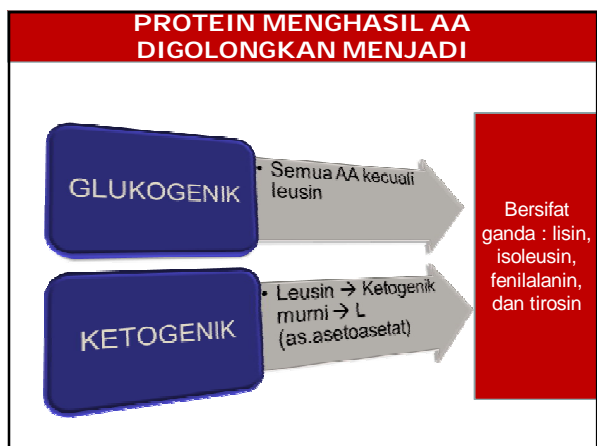 PROTEIN MENGHASIL AA
DIGOLONGKAN MENJADI
GLUKOGENIK
• Semua AA kecuali
leusin
KETOGENIK
• Leusin → Ketogenik
murni → L
(as.asetoasetat)
Bersifat
ganda : lisin,
isoleusin,
fenilalanin,
dan tirosin